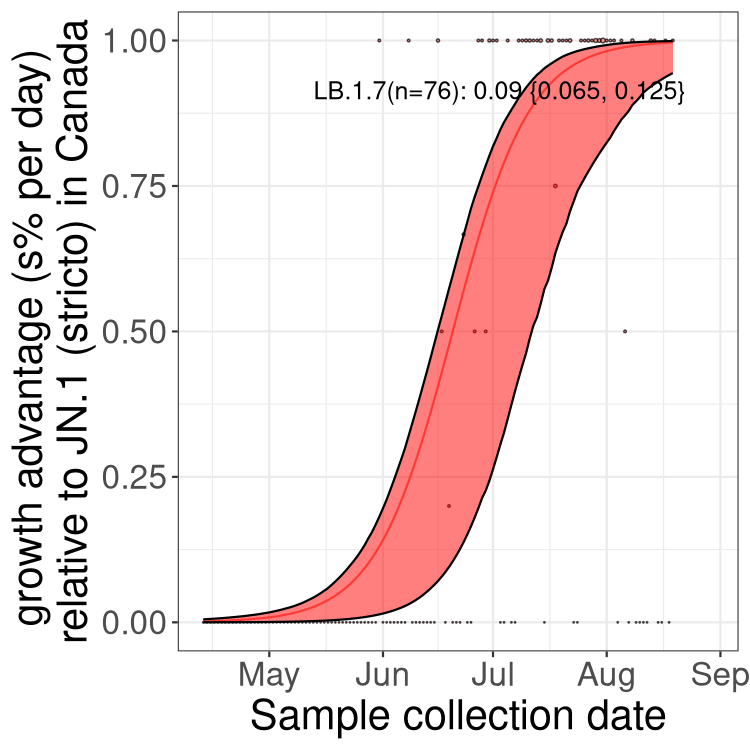 growth advantage (s% per day)
relative to JN.1 (stricto) in Canada
1.00
0.75
0.50
0.25
0.00
LB.1.7(n=76): 0.09 {0.065, 0.125}
May Jun Jul Aug Sep
Sample collection date